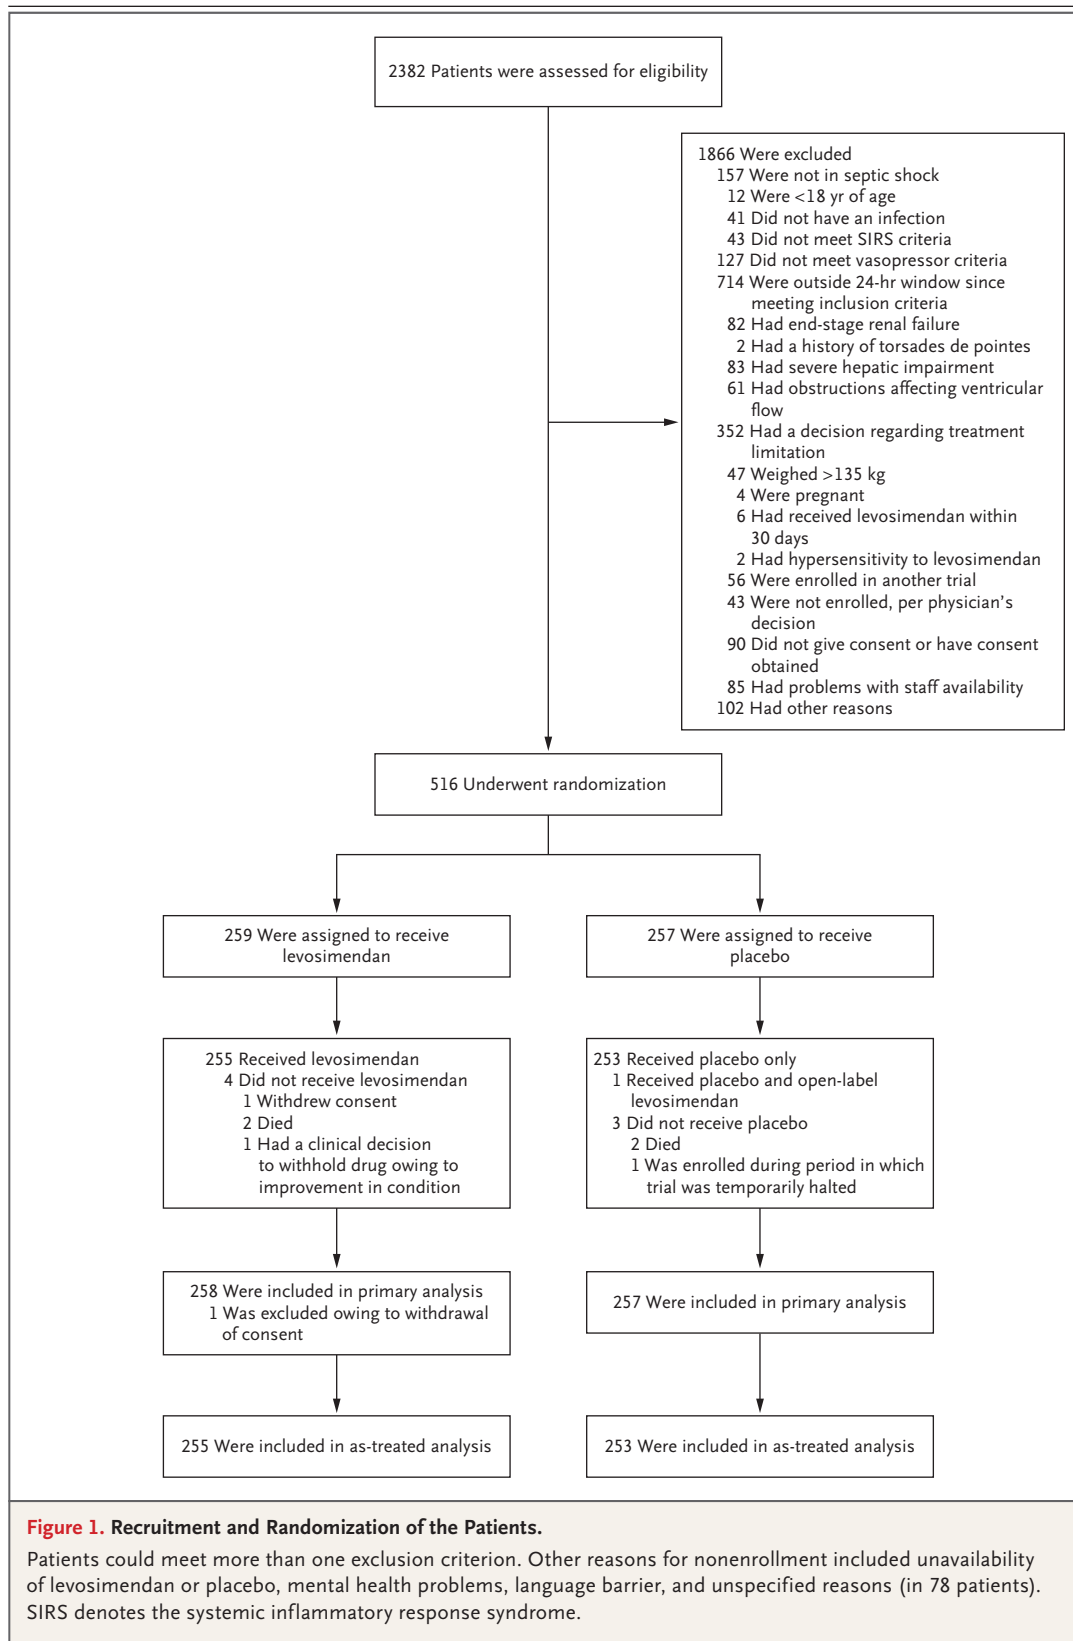 2382 Patients were assessed for eligibility
1866 Were excluded
157 Were not in septic shock
12 Were <18 yr of age
41 Did not have an infection
43 Did not meet SIRS criteria
127 Did not meet vasopressor criteria
714 Were outside 24-hr window since
meeting inclusion criteria
82 Had end-stage renal failure
2 Had a history of torsades de pointes
83 Had severe hepatic impairment
61 Had obstructions affecting ventricular
flow
352 Had a decision regarding treatment
limitation
47 Weighed >135 kg
4 Were pregnant
6 Had received levosimendan within
30 days
2 Had hypersensitivity to levosimendan
56 Were enrolled in another trial
43 Were not enrolled, per physician's
decision
90 Did not give consent or have consent
obtained
85 Had problems with staff availability
102 Had other reasons
516 Underwent randomization
259 Were assigned to receive
levosimendan
257 Were assigned to receive
placebo
255 Received levosimendan
4 Did not receive levosimendan
1 Withdrew consent
2 Died
1 Had a clinical decision
to withhold drug owing to
improvement in condition
253 Received placebo only
1 Received placebo and open-label
levosimendan
3 Did not receive placebo
2 Died
1 Was enrolled during period in which
trial was temporarily halted
258 Were included in primary analysis
1 Was excluded owing to withdrawal
of consent
257 Were included in primary analysis
255 Were included in as-treated analysis
253 Were included in as-treated analysis
Figure 1. Recruitment and Randomization of the Patients.
Patients could meet more than one exclusion criterion. Other reasons for nonenrollment included unavailability
of levosimendan or placebo, mental health problems, language barrier, and unspecified reasons (in 78 patients).
SIRS denotes the systemic inflammatory response syndrome.